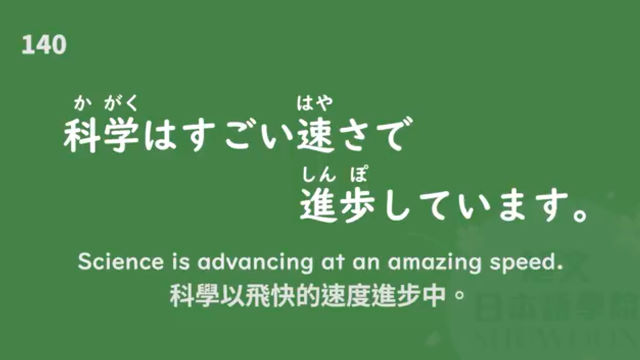 140
か がく はや
科学はすごい速さで
しん ぽ
進歩しています。
Science is advancing at an amazing speed.
科學以飛快的速度進步中。
日本語學院